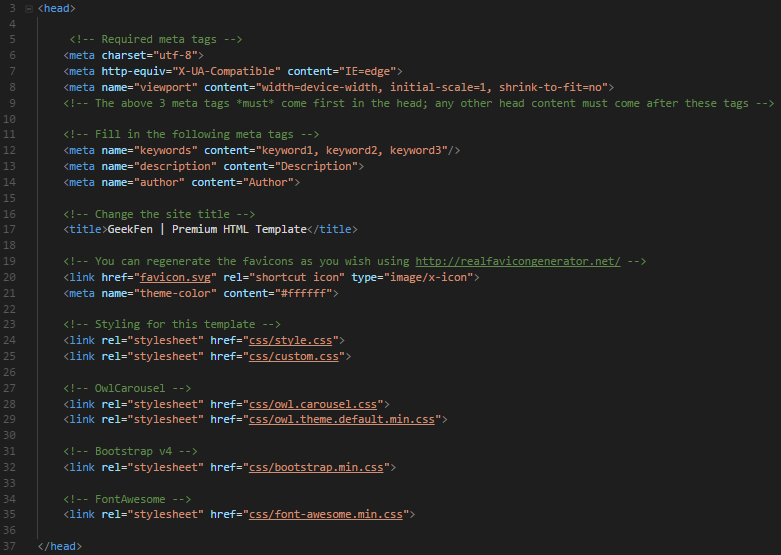 3 <head>
4
5 <!-- Required meta tags -->
6 <meta charset="utf-8">
7 <meta http-equiv="X-UA-Compatible" content="IE=edge">
8 <meta name="viewport" content="width=device-width, initial-scale=1, shrink-to-fit=no">
9 <!-- The above 3 meta tags *must* come first in the head; any other head content must come after these tags -->
10
11 <!-- Fill in the following meta tags -->
12 <meta name="keywords" content="keyword1, keyword2, keyword3"/>
13 <meta name="description" content="Description">
14 <meta name="author" content="Author">
15
16 <!-- Change the site title -->
17 <title>GeekFen | Premium HTML Template</title>
18
19 <!-- You can regenerate the favicons as you wish using http://realfavicongenerator.net/ -->
20 <link href="favicon.svg" rel="shortcut icon" type="image/x-icon">
21 <meta name="theme-color" content="#ffffff">
22
23 <!-- Styling for this template -->
24 <link rel="stylesheet" href="css/style.css">
25 <link rel="stylesheet" href="css/custom.css">
26
27 <!-- OwlCarousel -->
28 <link rel="stylesheet" href="css/owl.carousel.css">
29 <link rel="stylesheet" href="css/owl.theme.default.min.css">
30
31 <!-- Bootstrap v4 -->
32 <link rel="stylesheet" href="css/bootstrap.min.css">
33
34 <!-- FontAwesome -->
35 <link rel="stylesheet" href="css/font-awesome.min.css">
36
37 </head>